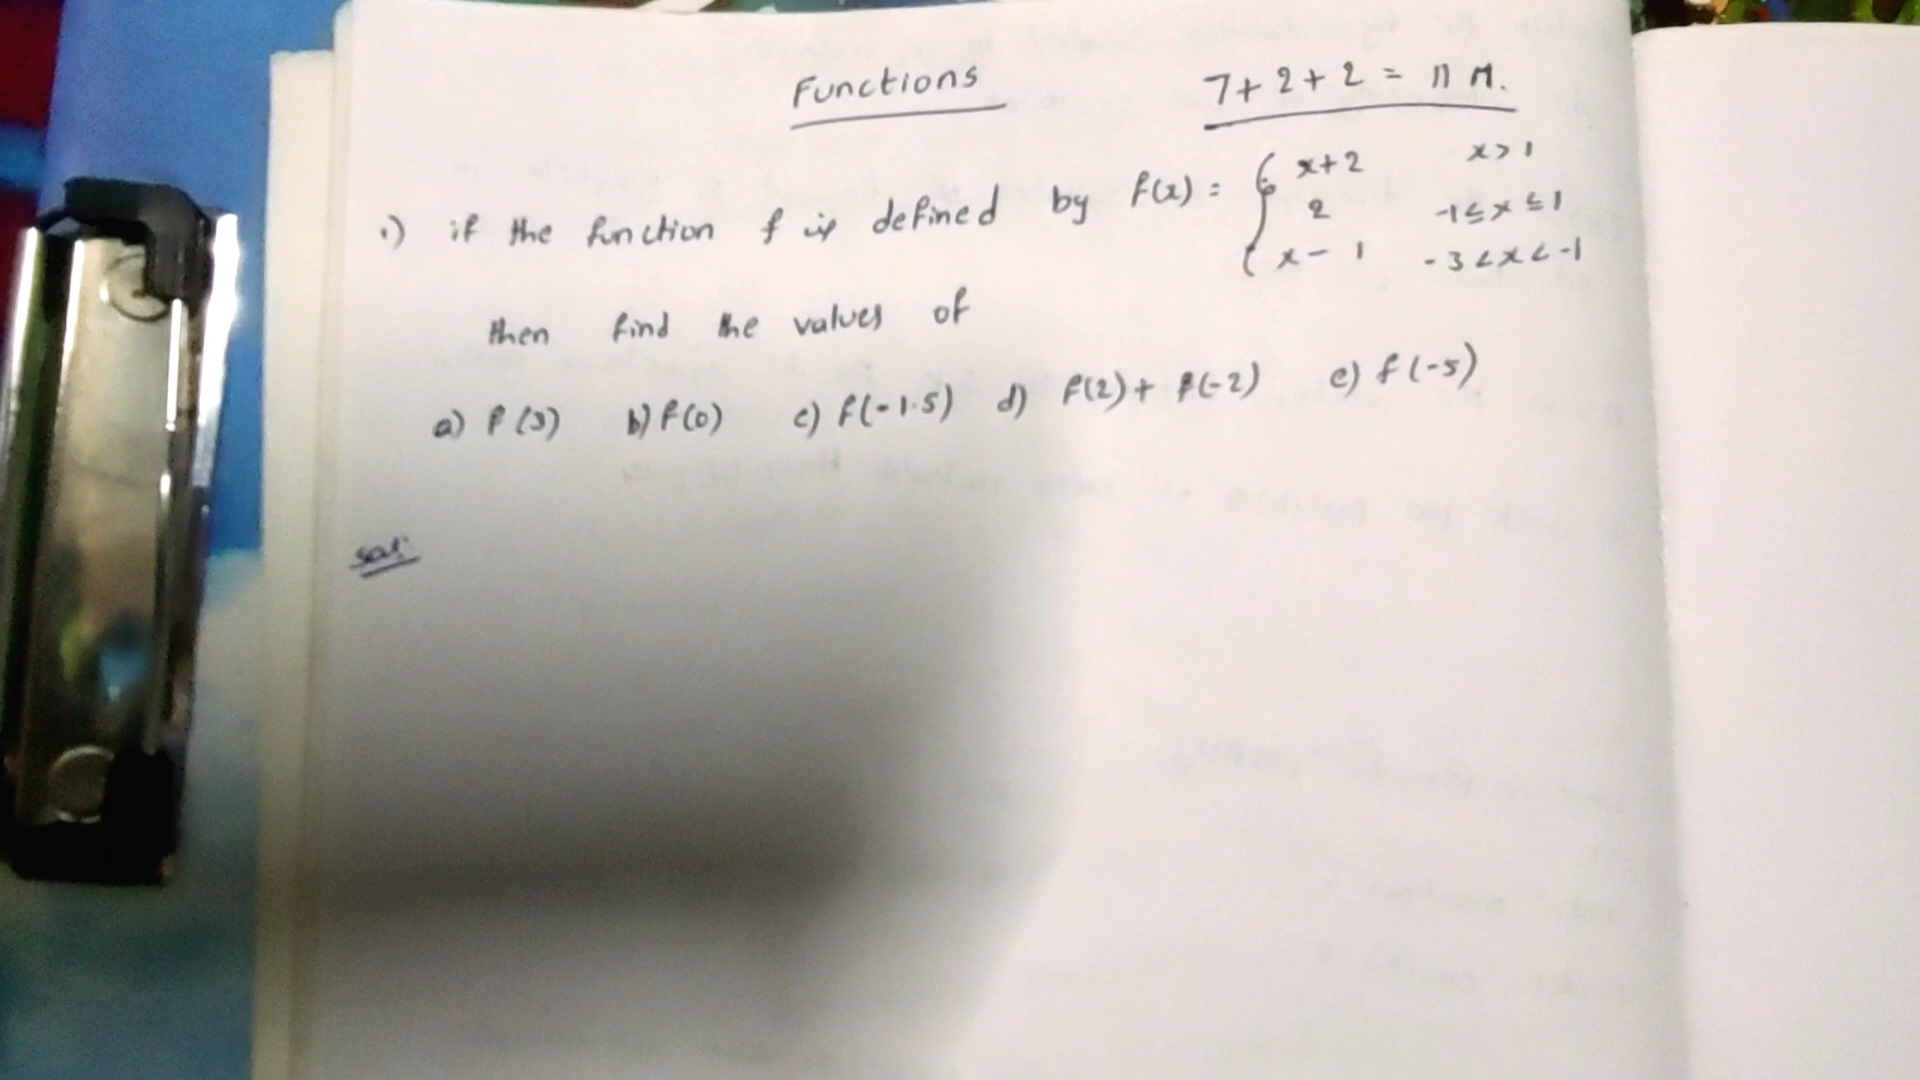 Functions 7+2+2 = 11 M.
1) if the function f is defined by f(x) = { x+2 x>1
2 -1≤x≤1
x-1 -3<x<-1
then find the values of
a) f(3) b) f(0) c) f(-1.5) d) f(2)+ f(-2) e) f(-5)
Sol: